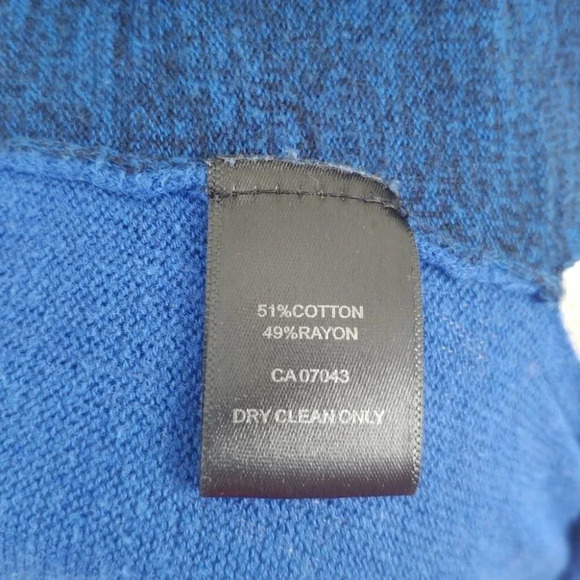 51%COTTON
49%RAYON
CA 07043
DRY CLEAN ONLY